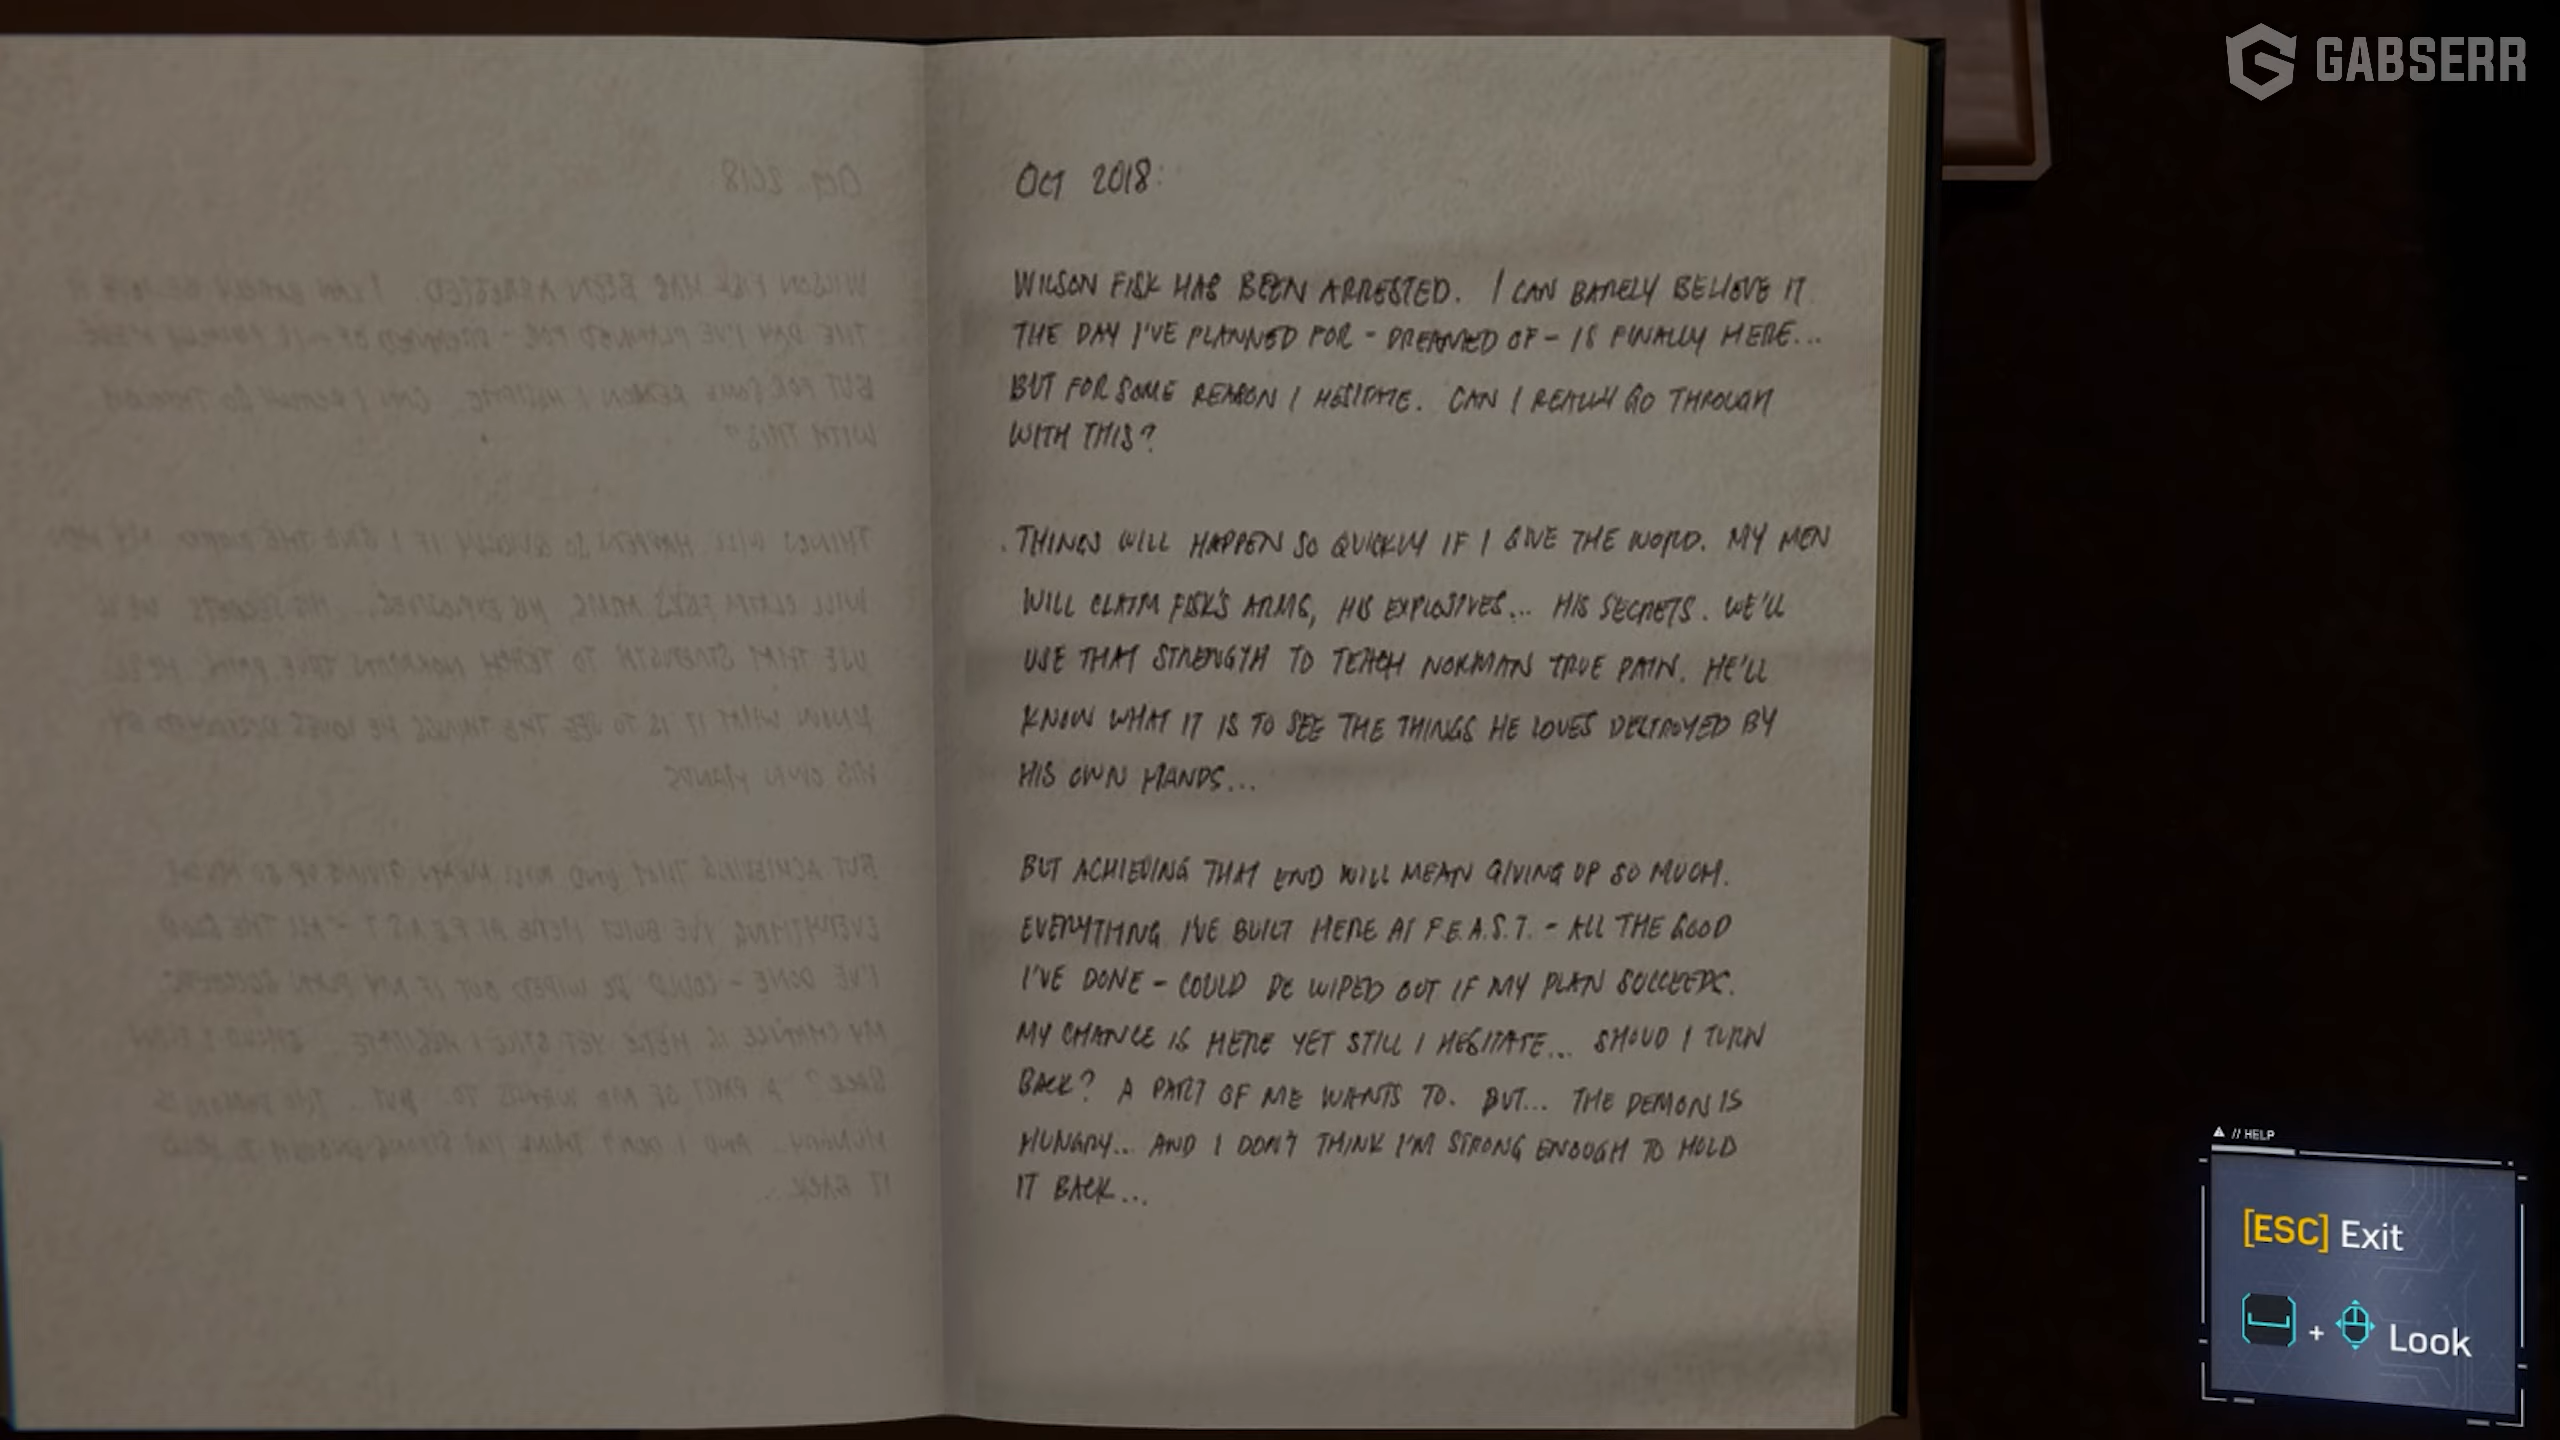 GABSERR
OCT 2018:
WILSON FISK HAS BEEN ARRESTED. I CAN BARELY BELIEVE IT
THE DAY I'VE PLANNED FOR - DREAMED OF - IS FINALLY HERE...
BUT FOR SOME REASON I HESITATE. CAN I REALLY GO THROUGH
WITH THIS?
THINGS WILL HAPPEN SO QUICKLY IF I GIVE THE WORD. MY MEN
WILL CLAIM FISK'S ARMS, HIS EXPLOSIVES... HIS SECRETS. WE'LL
USE THAT STRENGTH TO TEACH NORMAN TRUE PAIN. HE'LL
KNOW WHAT IT IS TO SEE THE THINGS HE LOVES DESTROYED BY
HIS OWN HANDS...
BUT ACHIEVING THAT END WILL MEAN GIVING UP SO MUCH.
EVERYTHING I'VE BUILT HERE AT F.E.A.S.T. - ALL THE GOOD
I'VE DONE - COULD BE WIPED OUT IF MY PLAN SUCCEEDS.
MY CHANCE IS HERE YET STILL I HESITATE... SHOUD I TURN
BACK? A PART OF ME WANTS TO. BUT... THE DEMON IS
HUNGRY... AND I DON'T THINK I'M STRONG ENOUGH TO HOLD
IT BACK...
// HELP
[ESC] Exit
+ Look